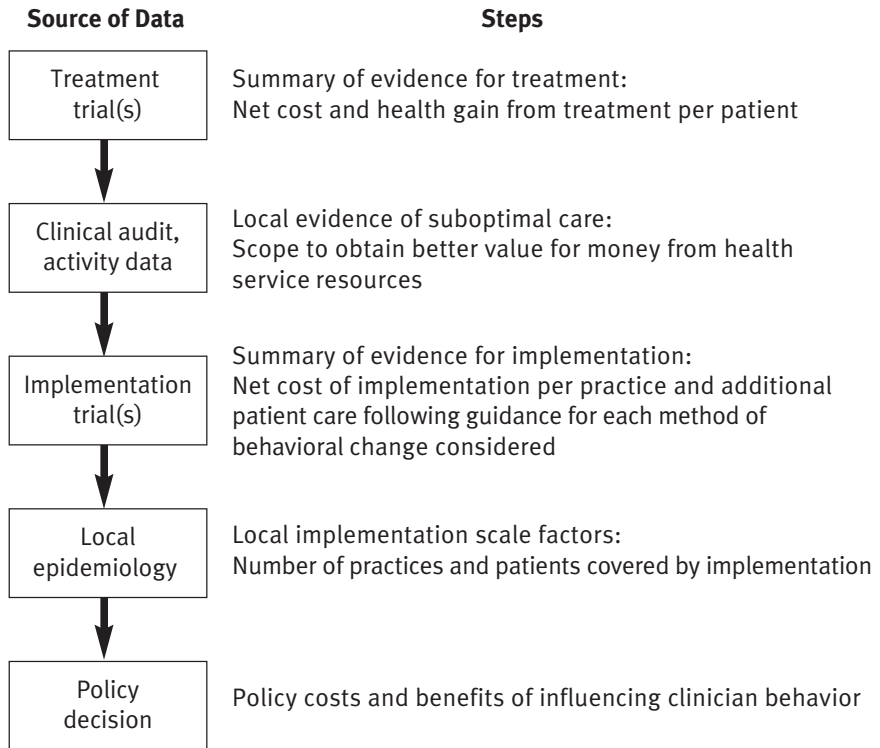 Source of Data
Steps
Treatment
trial(s)
Summary of evidence for treatment:
Net cost and health gain from treatment per patient
Clinical audit,
activity data
Local evidence of suboptimal care:
Scope to obtain better value for money from health
service resources
Implementation
trial(s)
Summary of evidence for implementation:
Net cost of implementation per practice and additional
patient care following guidance for each method of
behavioral change considered
Local
epidemiology
Local implementation scale factors:
Number of practices and patients covered by implementation
Policy
decision
Policy costs and benefits of influencing clinician behavior